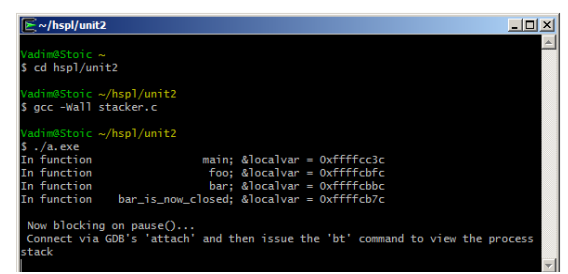 ~/hspl/unit2
Vadim@Stoic ~
$ cd hspl/unit2
Vadim@Stoic ~/hspl/unit2
$ gcc -Wall stacker.c
Vadim@Stoic ~/hspl/unit2
$ ./a.exe
In function                 main; &localvar = 0xffffcc3c
In function                  foo; &localvar = 0xffffcbfc
In function                  bar; &localvar = 0xffffcbbc
In function    bar_is_now_closed; &localvar = 0xffffcb7c
Now blocking on pause()...
Connect via GDB's 'attach' and then issue the 'bt' command to view the process
stack